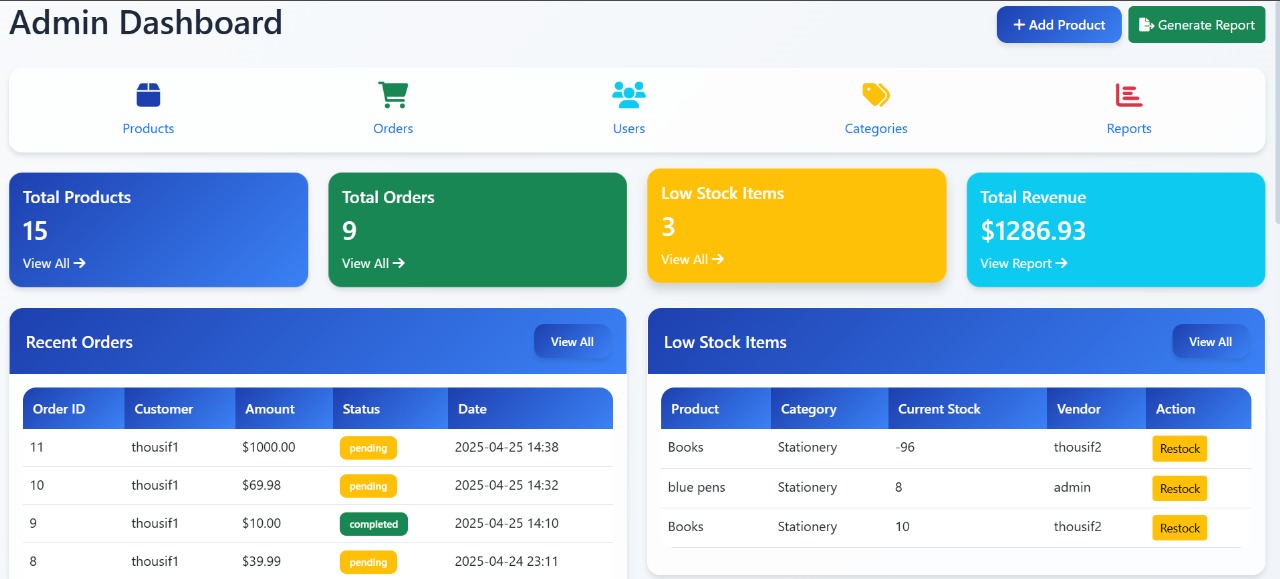 Admin Dashboard
Add Product
Generate Report
Products
Orders
Users
Categories
Reports
Total Products
15
View All
Total Orders
9
View All
Low Stock Items
3
View All
Total Revenue
$1286.93
View Report
Recent Orders
View All
Order ID Customer Amount Status Date
11 thousif1 $1000.00 pending 2025-04-25 14:38
10 thousif1 $69.98 pending 2025-04-25 14:32
9 thousif1 $10.00 completed 2025-04-25 14:10
8 thousif1 $39.99 pending 2025-04-24 23:11
Low Stock Items
View All
Product Category Current Stock Vendor Action
Books Stationery -96 thousif2 Restock
blue pens Stationery 8 admin Restock
Books Stationery 10 thousif2 Restock